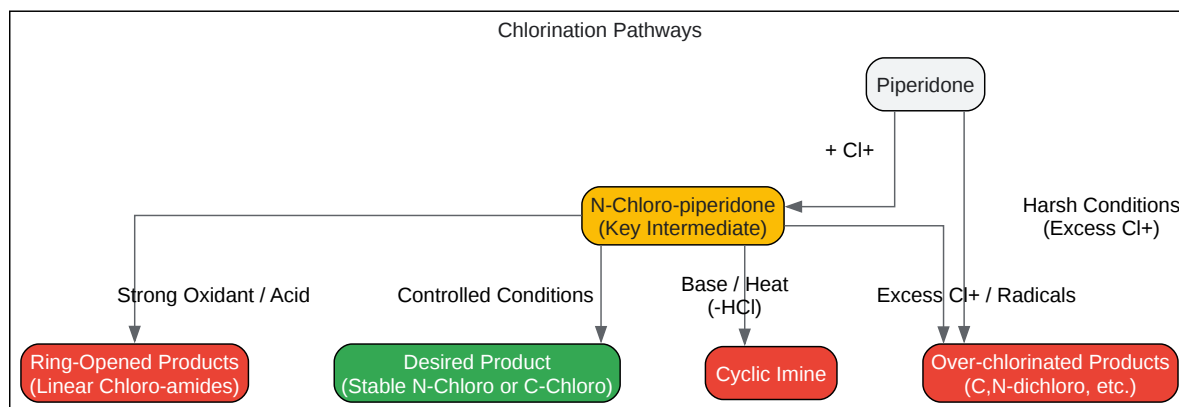 Chlorination Pathways
Piperidone
+ Cl+
N-Chloro-piperidone
(Key Intermediate)
Harsh Conditions
(Excess Cl+)
Strong Oxidant / Acid
Controlled Conditions
Base / Heat
(-HCl)
Excess Cl+ / Radicals
Ring-Opened Products
(Linear Chloro-amides)
Desired Product
(Stable N-Chloro or C-Chloro)
Cyclic Imine
Over-chlorinated Products
(C,N-dichloro, etc.)